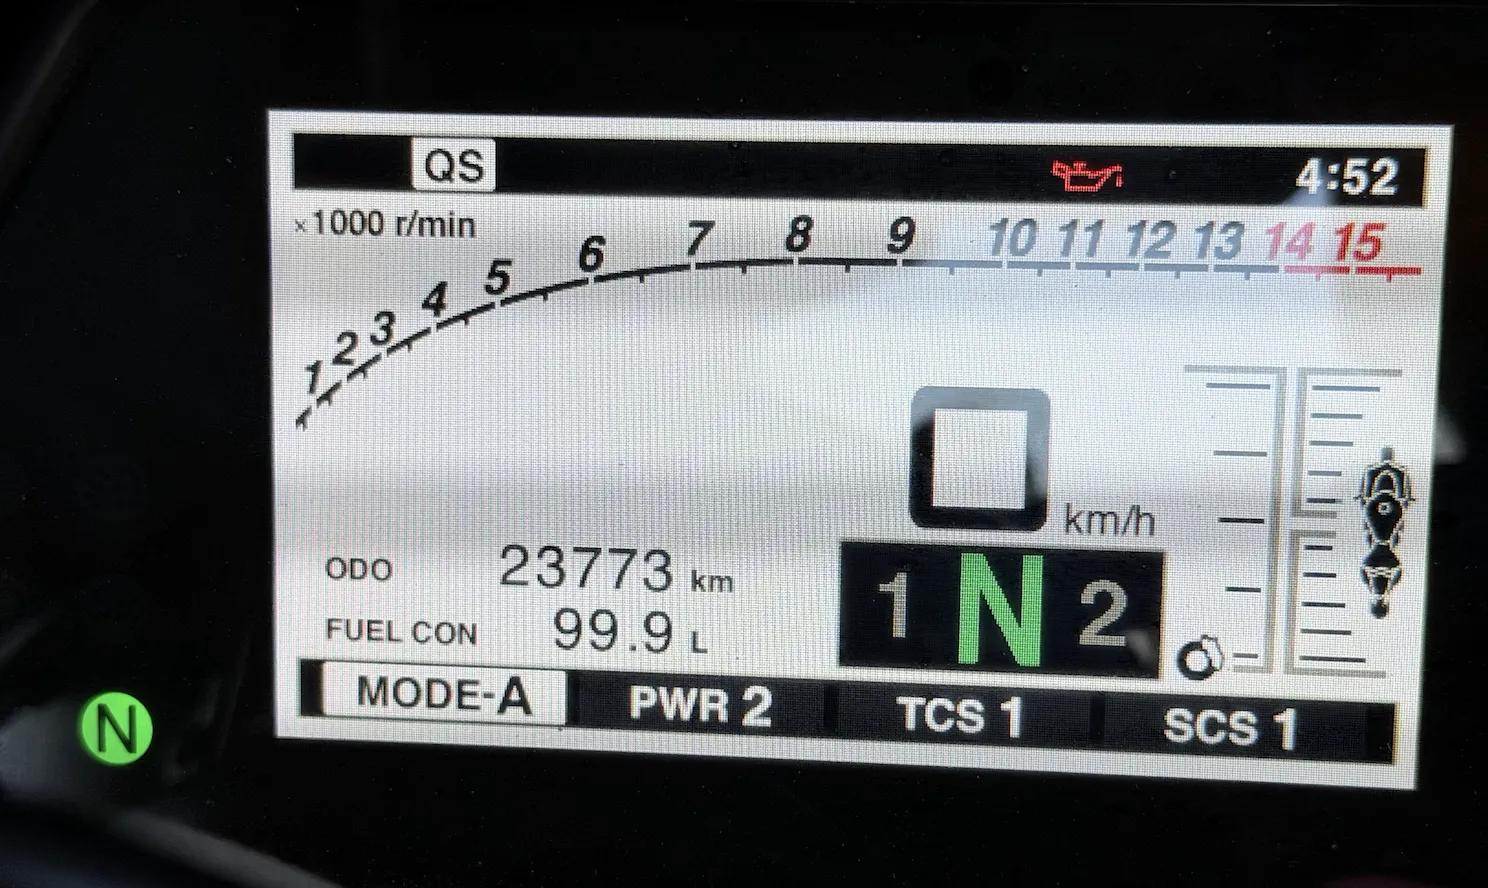 QS 4:52
×1000 r/min
1 2 3 4 5 6 7 8 9 10 11 12 13 14 15
0 km/h
ODO 23773 km
FUEL CON 99.9 L
1 N 2
N
MODE-A PWR 2 TCS 1 SCS 1